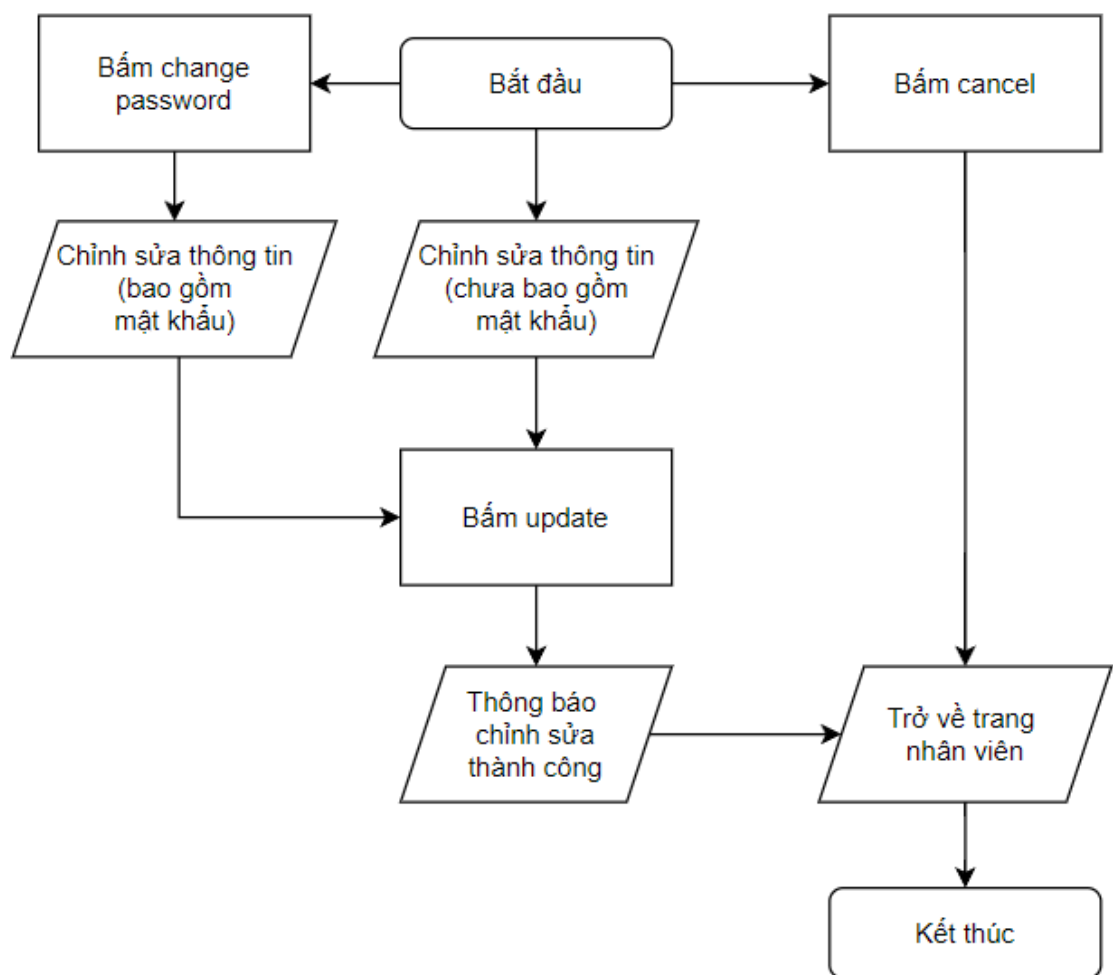 Bấm change
password
Bắt đầu
Bấm cancel
Chỉnh sửa thông tin
(bao gồm
mật khẩu)
Chỉnh sửa thông tin
(chưa bao gồm
mật khẩu)
Bấm update
Thông báo
chỉnh sửa
thành công
Trở về trang
nhân viên
Kết thúc